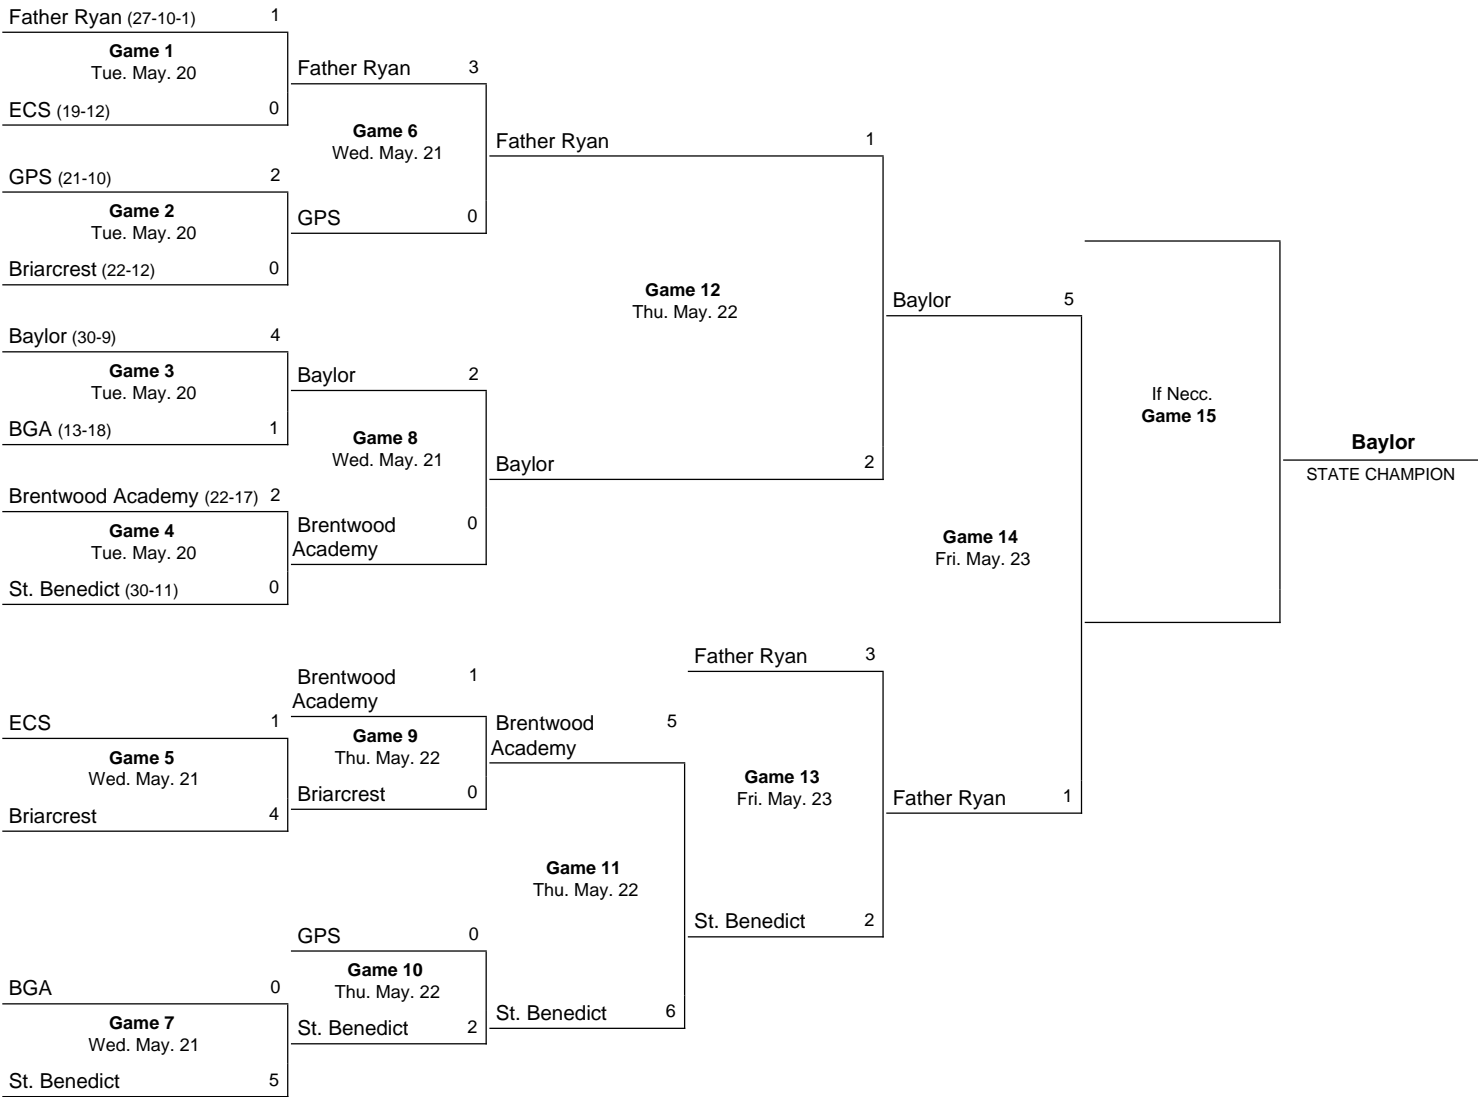 Father Ryan (27-10-1) 1
Game 1
Tue. May. 20
ECS (19-12) 0
GPS (21-10) 2
Game 2
Tue. May. 20
Briarcrest (22-12) 0
Baylor (30-9) 4
Game 3
Tue. May. 20
BGA (13-18) 1
Brentwood Academy (22-17) 2
Game 4
Tue. May. 20
St. Benedict (30-11) 0
ECS 1
Game 5
Wed. May. 21
Briarcrest 4
BGA 0
Game 7
Wed. May. 21
St. Benedict 5
Father Ryan 3
Game 6
Wed. May. 21
GPS 0
Baylor 2
Game 8
Wed. May. 21
Brentwood 0
Academy
Brentwood 1
Academy
Game 9
Thu. May. 22
Briarcrest 0
GPS 0
Game 10
Thu. May. 22
St. Benedict 2
Father Ryan 1
Game 12
Thu. May. 22
Baylor 2
Brentwood 5
Academy
Game 11
Thu. May. 22
St. Benedict 6
Father Ryan 3
Game 13
Fri. May. 23
St. Benedict 2
Baylor 5
Game 14
Fri. May. 23
Father Ryan 1
If Necc.
Game 15
Baylor
STATE CHAMPION